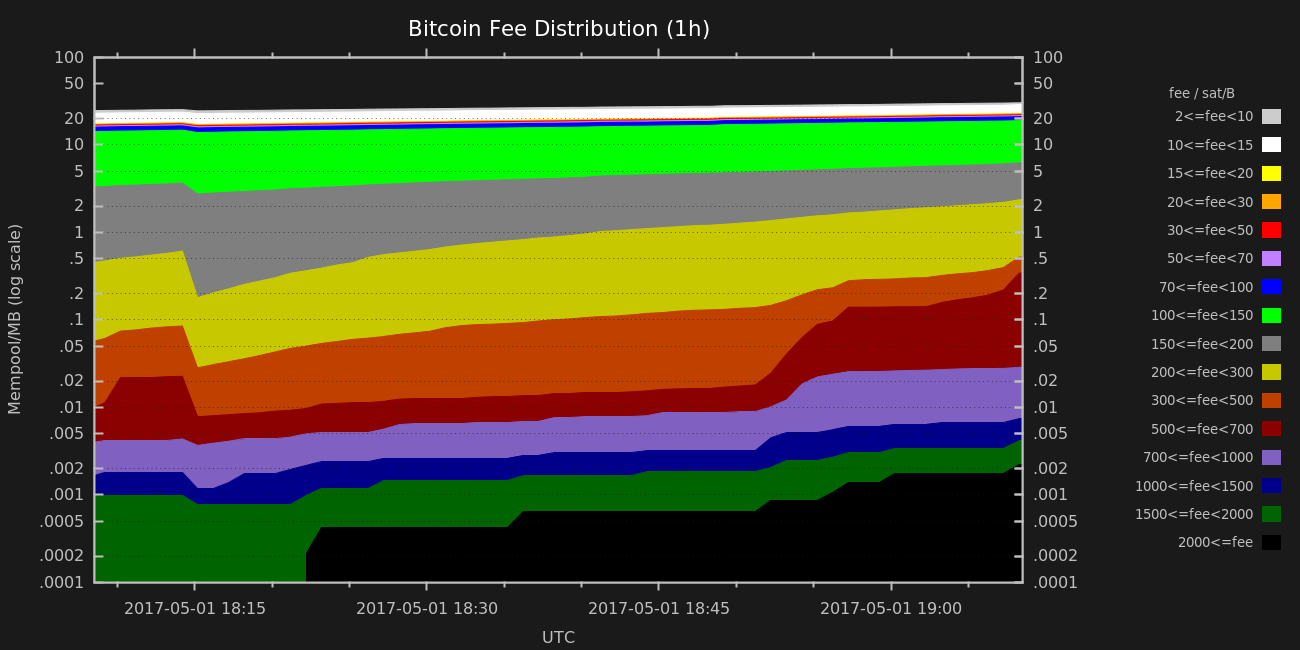 Bitcoin Fee Distribution (1h)
100 100
50 50
20 20
10 10
5 5
2 2
1 1
.5 .5
.2 .2
.1 .1
.05 .05
.02 .02
.01 .01
.005 .005
.002 .002
.001 .001
.0005 .0005
.0002 .0002
.0001 .0001
Mempool/MB (log scale)
2017-05-01 18:15 2017-05-01 18:30 2017-05-01 18:45 2017-05-01 19:00
UTC
fee / sat/B
2<=fee<10
10<=fee<15
15<=fee<20
20<=fee<30
30<=fee<50
50<=fee<70
70<=fee<100
100<=fee<150
150<=fee<200
200<=fee<300
300<=fee<500
500<=fee<700
700<=fee<1000
1000<=fee<1500
1500<=fee<2000
2000<=fee